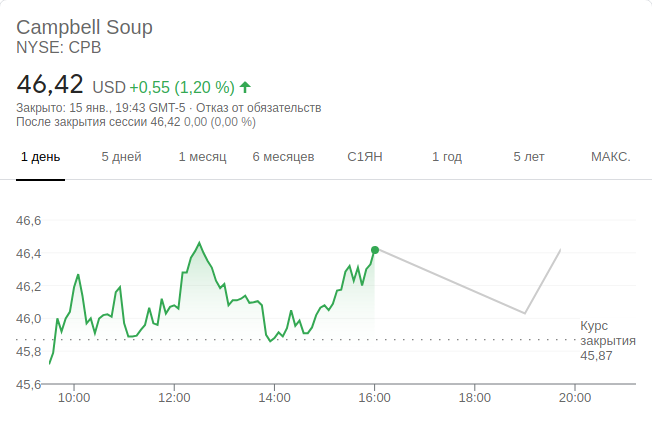 Campbell Soup
NYSE: CPB
46,42 USD +0,55 (1,20 %)
Закрыто: 15 янв., 19:43 GMT-5 · Отказ от обязательств
После закрытия сессии 46,42 0,00 (0,00 %)
1 день 5 дней 1 месяц 6 месяцев С1ЯН 1 год 5 лет МАКС.
46,6
46,4
46,2
46,0
45,8
45,6
Курс
закрытия
45,87
10:00 12:00 14:00 16:00 18:00 20:00